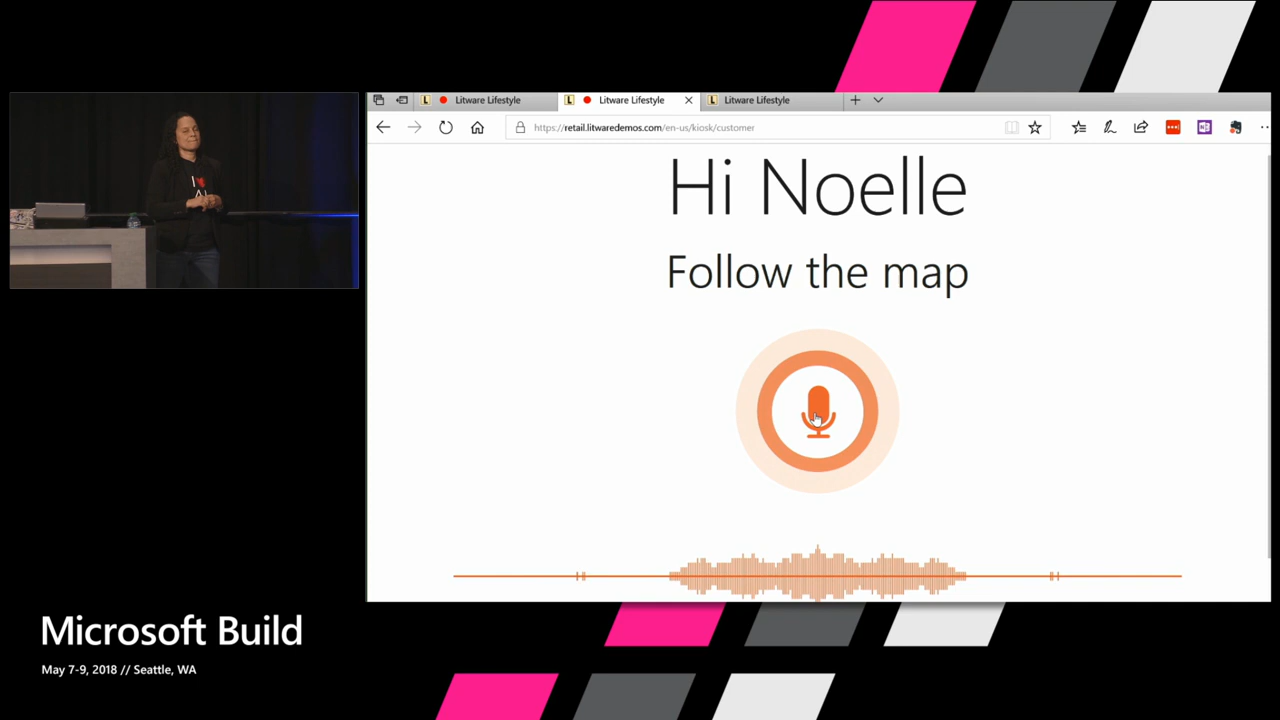 Litware Lifestyle
Litware Lifestyle
Litware Lifestyle
https://retail.litwaredemos.com/en-us/kiosk/customer
Hi Noelle
Follow the map
I
AI
Microsoft Build
May 7-9, 2018 // Seattle, WA